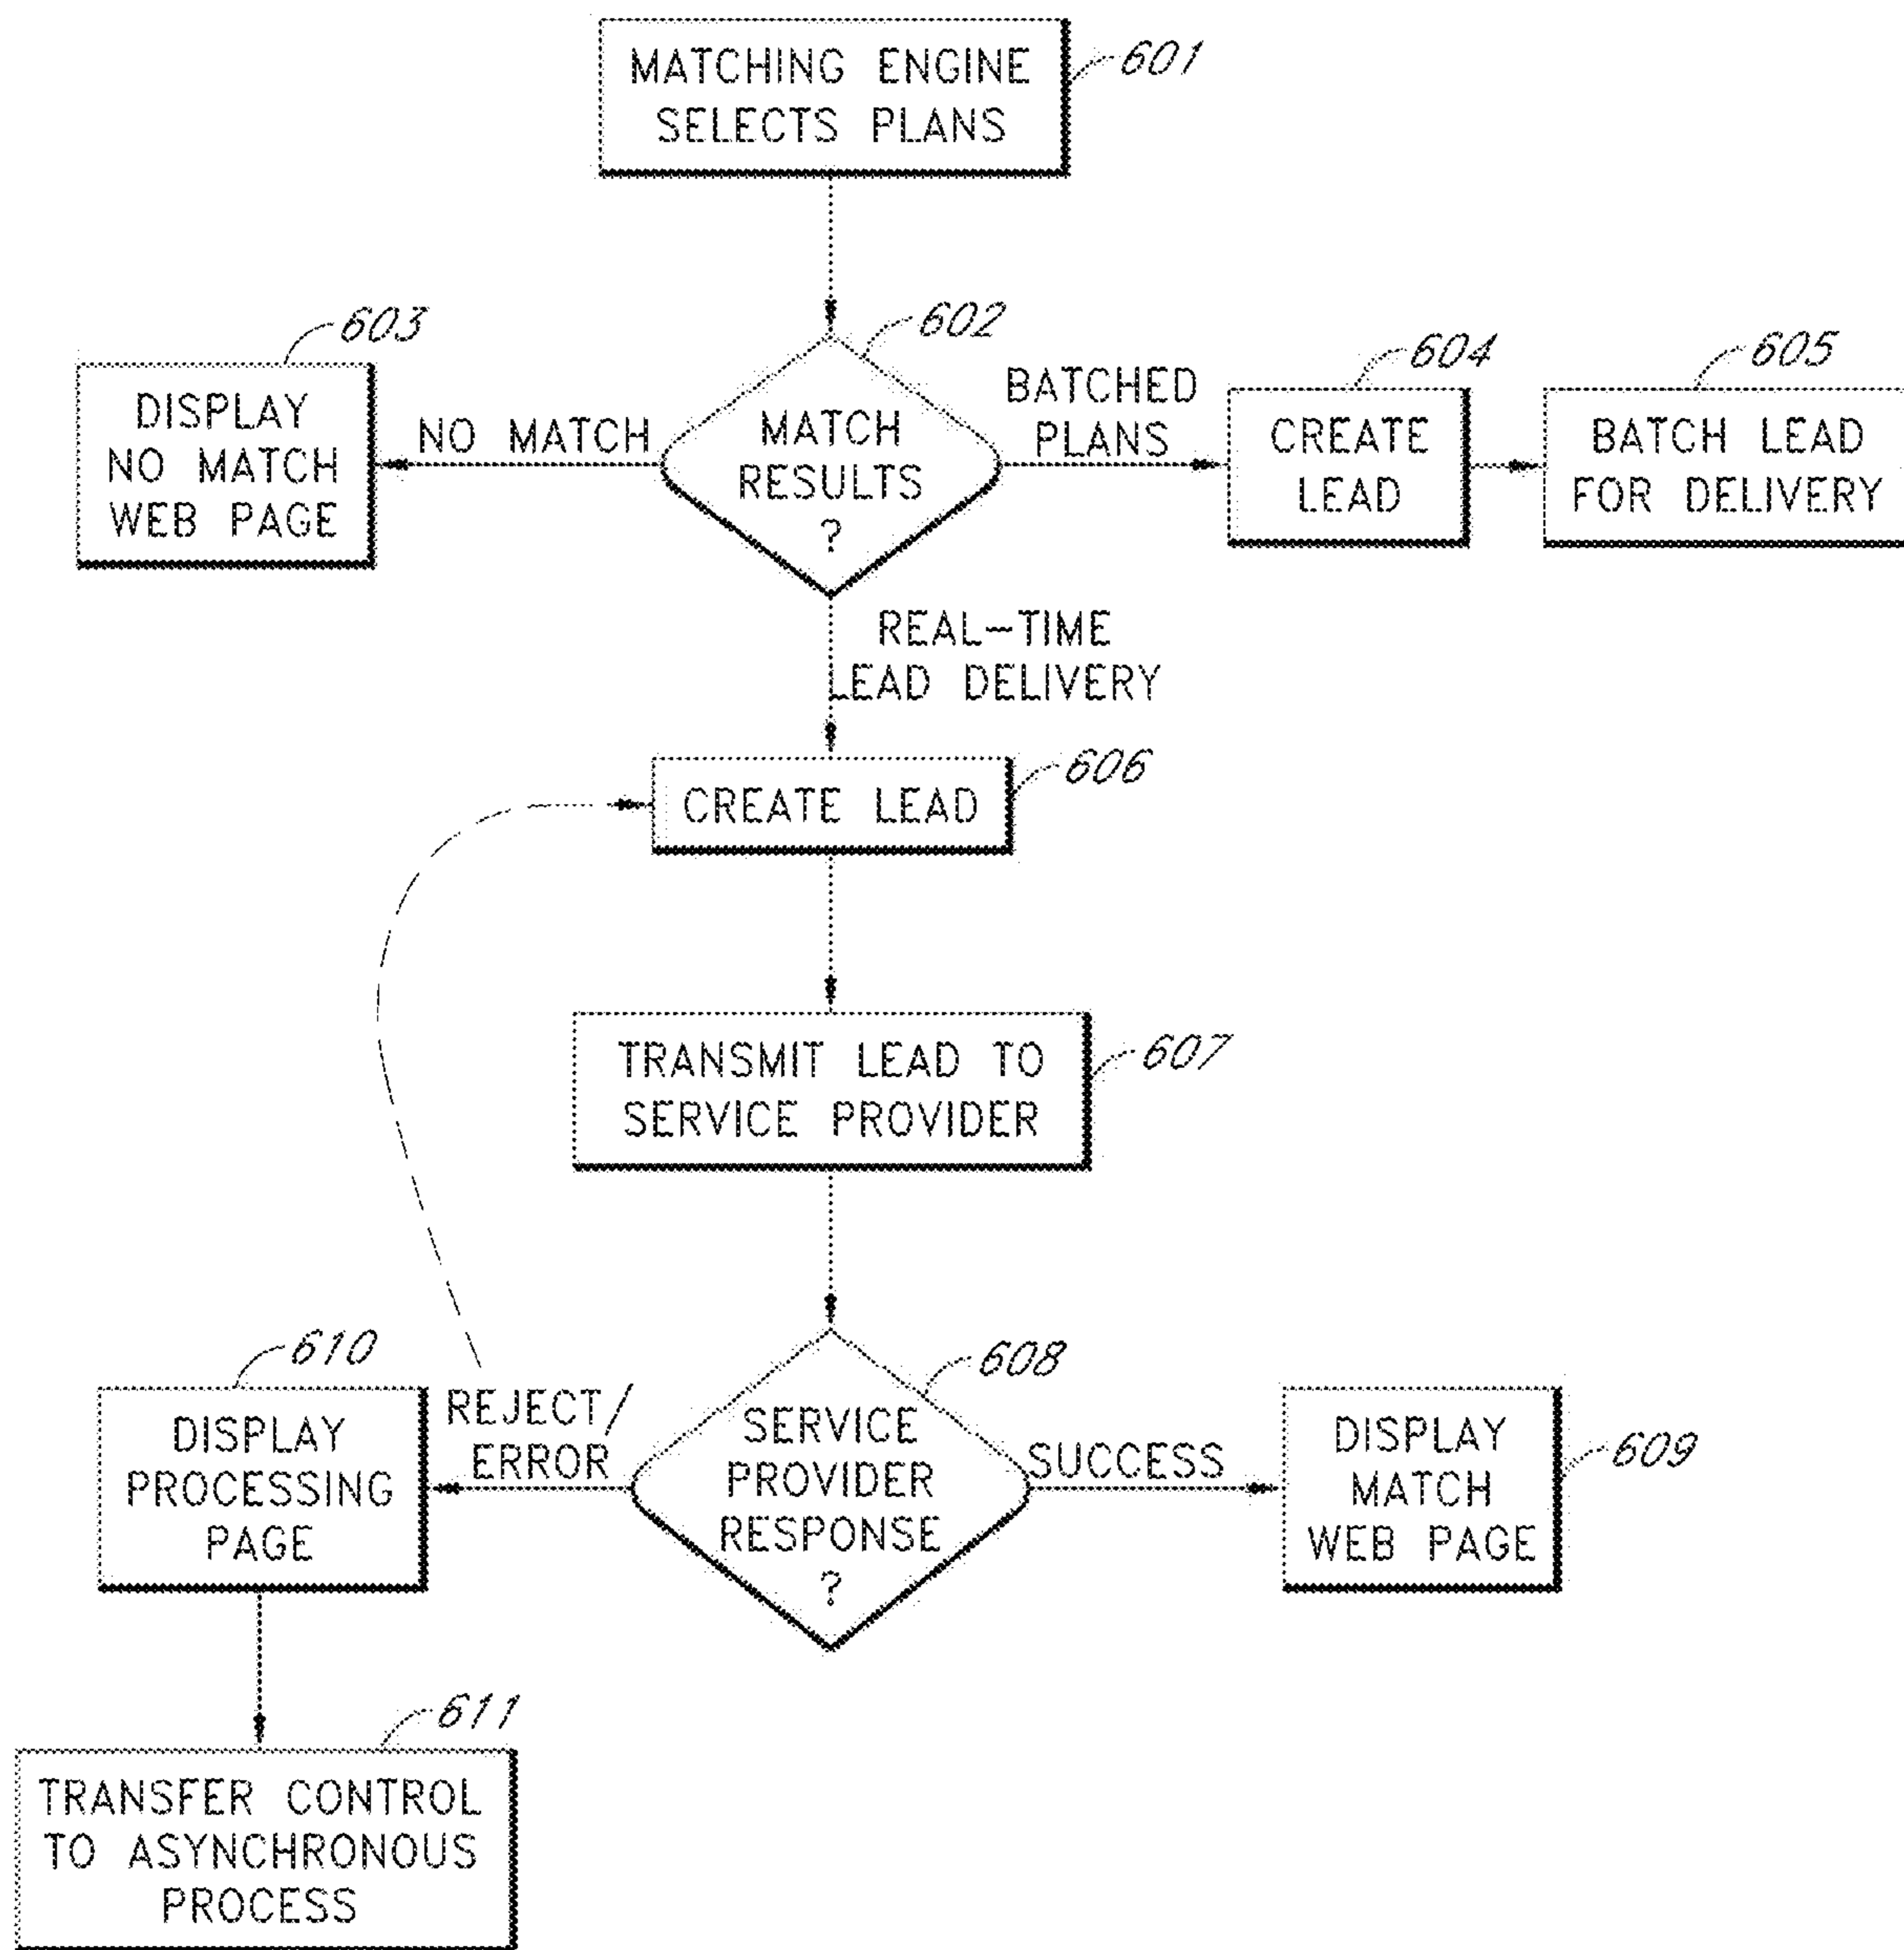 MATCHING ENGINE
SELECTS PLANS
601
602
603
DISPLAY
NO MATCH
WEB PAGE
NO MATCH
MATCH
RESULTS
?
BATCHED
PLANS
604
CREATE
LEAD
605
BATCH LEAD
FOR DELIVERY
REAL-TIME
LEAD DELIVERY
606
CREATE LEAD
607
TRANSMIT LEAD TO
SERVICE PROVIDER
608
SERVICE
PROVIDER
RESPONSE
?
SUCCESS
609
DISPLAY
MATCH
WEB PAGE
REJECT/
ERROR
610
DISPLAY
PROCESSING
PAGE
611
TRANSFER CONTROL
TO ASYNCHRONOUS
PROCESS